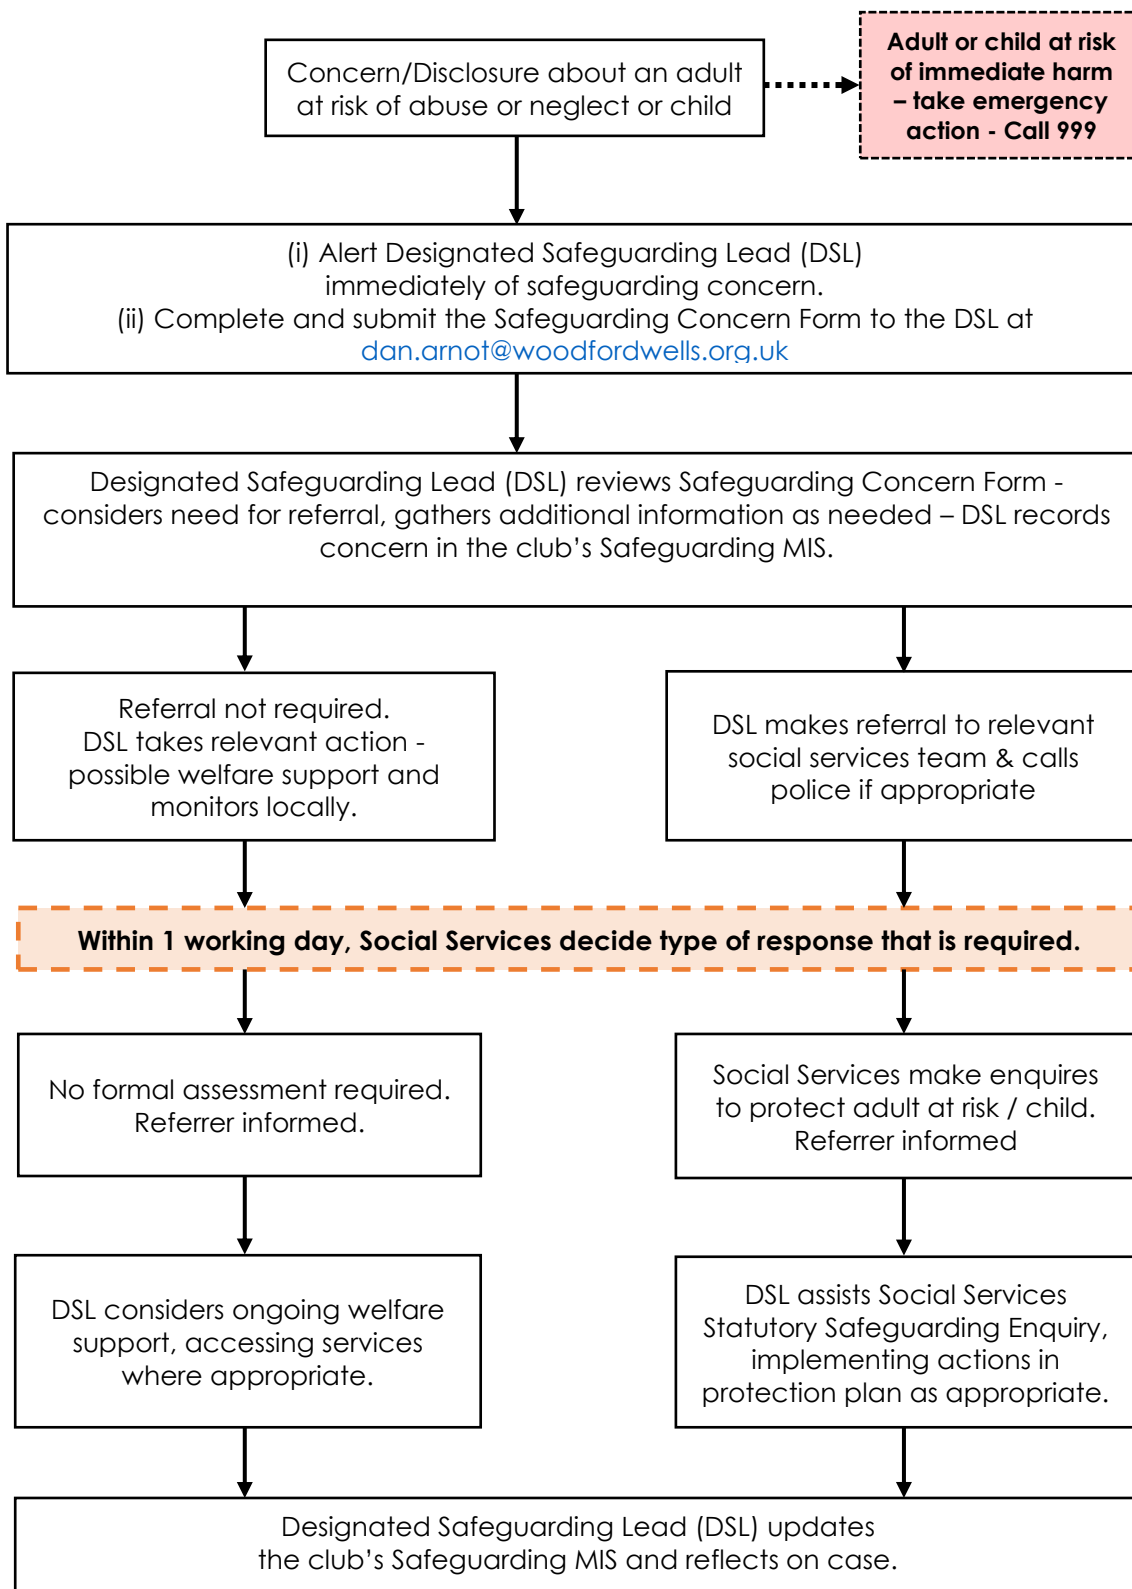 Concern/Disclosure about an adult
at risk of abuse or neglect or child
Adult or child at risk
of immediate harm
– take emergency
action - Call 999
(i) Alert Designated Safeguarding Lead (DSL)
immediately of safeguarding concern.
(ii) Complete and submit the Safeguarding Concern Form to the DSL at
dan.arnot@woodfordwells.org.uk
Designated Safeguarding Lead (DSL) reviews Safeguarding Concern Form -
considers need for referral, gathers additional information as needed – DSL records
concern in the club’s Safeguarding MIS.
Referral not required.
DSL takes relevant action -
possible welfare support and
monitors locally.
DSL makes referral to relevant
social services team & calls
police if appropriate
Within 1 working day, Social Services decide type of response that is required.
No formal assessment required.
Referrer informed.
Social Services make enquires
to protect adult at risk / child.
Referrer informed
DSL considers ongoing welfare
support, accessing services
where appropriate.
DSL assists Social Services
Statutory Safeguarding Enquiry,
implementing actions in
protection plan as appropriate.
Designated Safeguarding Lead (DSL) updates
the club’s Safeguarding MIS and reflects on case.